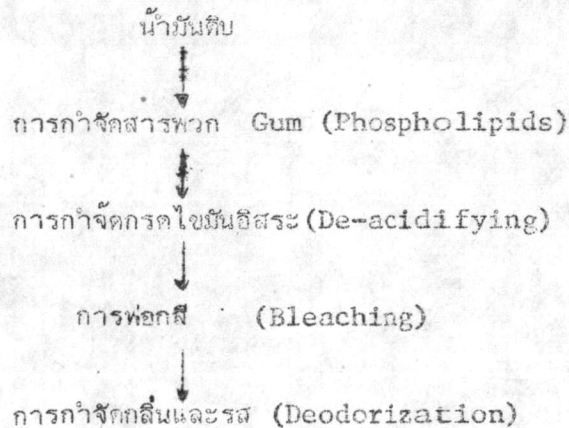 น้ำมันดิบ
การกำจัดสารพวก Gum (Phospholipids)
การกำจัดกรดไขมันอิสระ (De-acidifying)
การฟอกสี (Bleaching)
การกำจัดกลิ่นและรส (Deodorization)